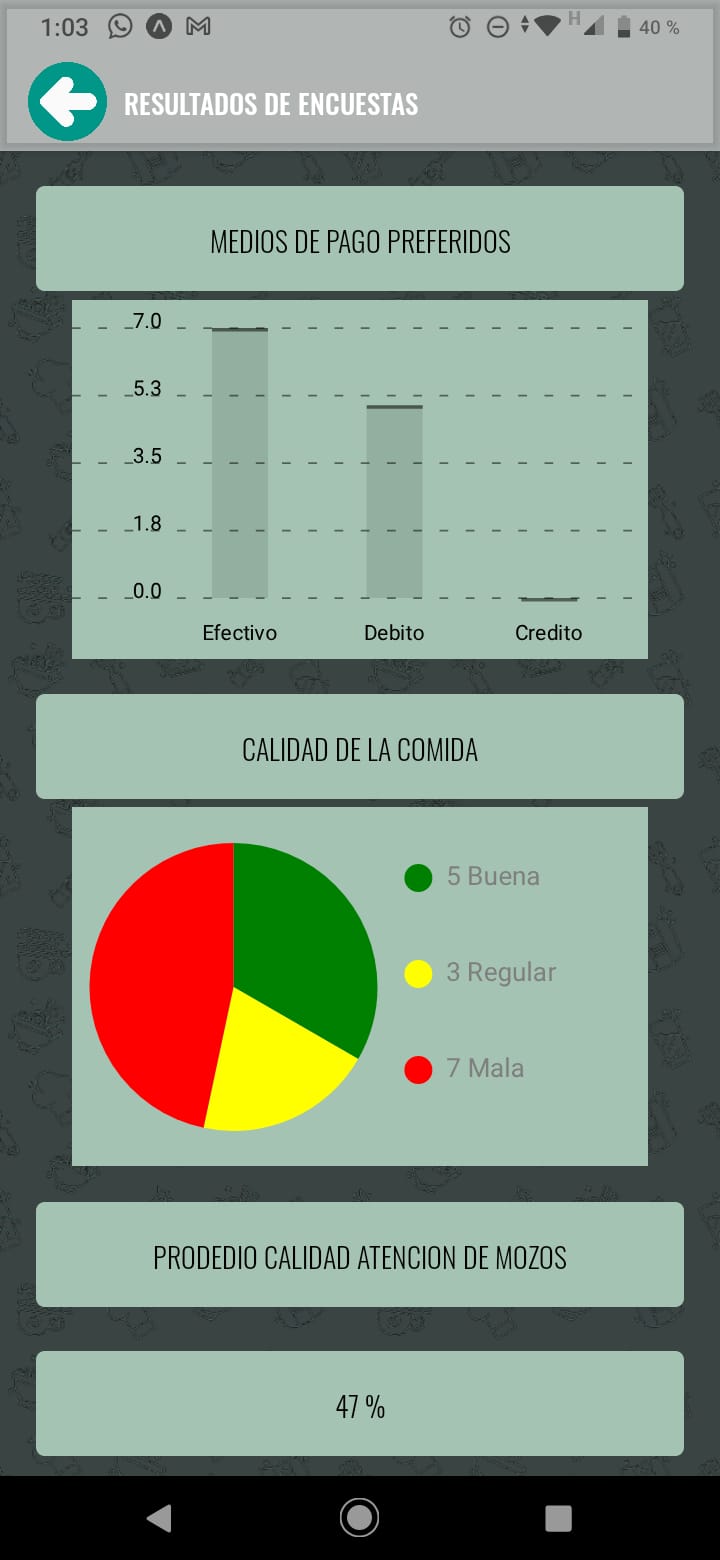 1:03
H
40 %
RESULTADOS DE ENCUESTAS
MEDIOS DE PAGO PREFERIDOS
7.0
5.3
3.5
1.8
0.0
Efectivo Debito Credito
CALIDAD DE LA COMIDA
5 Buena
3 Regular
7 Mala
PRODEDIO CALIDAD ATENCION DE MOZOS
47 %